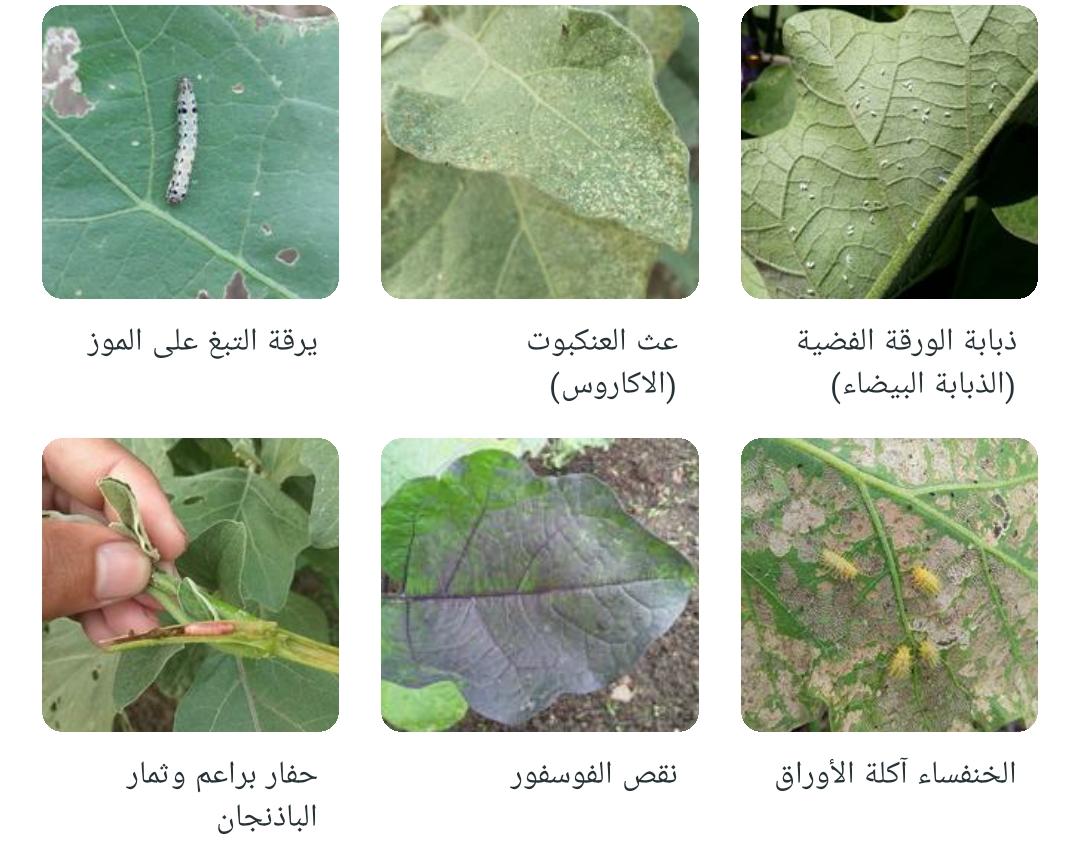 ذبابة الورقة الفضية
(الذبابة البيضاء)
عث العنكبوت
(الاكاروس)
يرقة التبغ على الموز
الخنفساء آكلة الأوراق
نقص الفوسفور
حفار براعم وثمار
الباذنجان